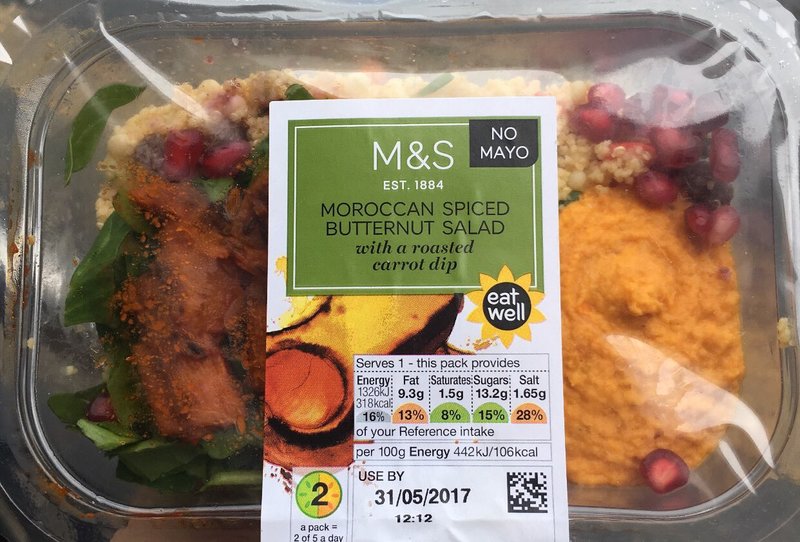 M&S
EST. 1884
NO
MAYO
MOROCCAN SPICED
BUTTERNUT SALAD
with a roasted
carrot dip
eat
well
Serves 1 - this pack provides
Energy Fat Saturates Sugars Salt
1326kJ 9.3g 1.5g 13.2g 1.65g
318kcal
16% 13% 8% 15% 28%
of your Reference intake
per 100g Energy 442kJ/106kcal
2
a pack =
2 of 5 a day
USE BY
31/05/2017
12:12